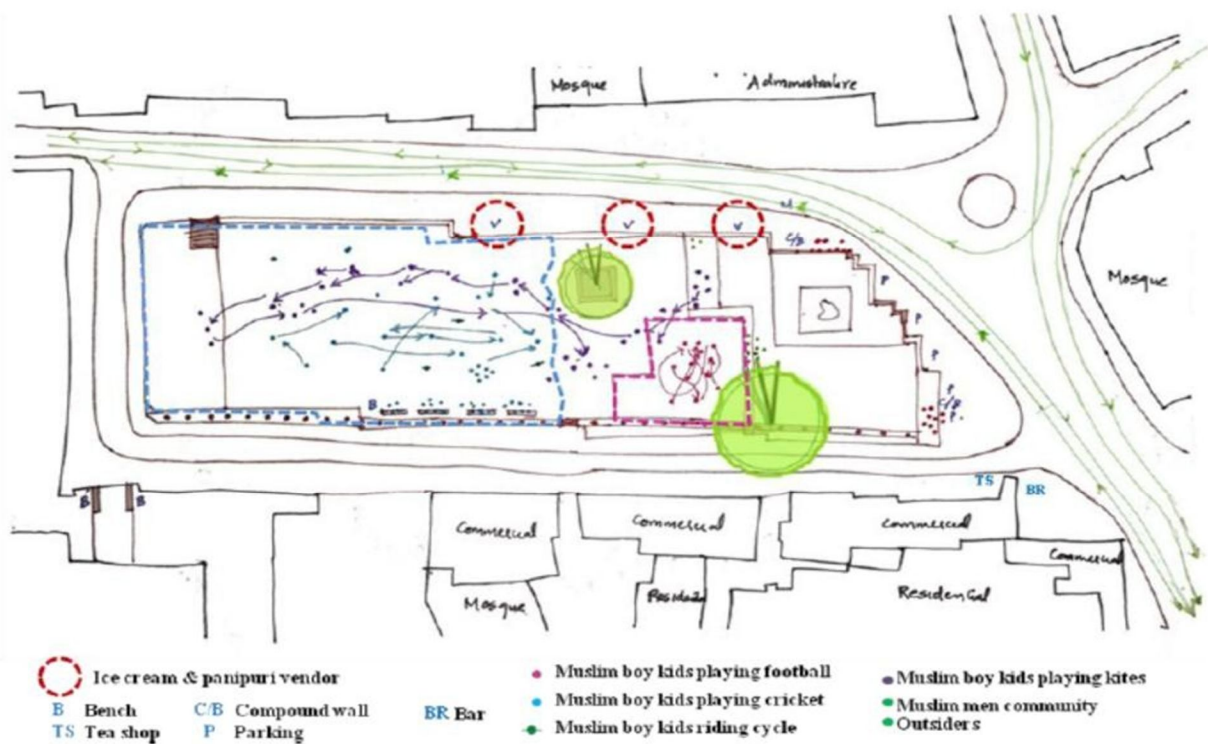 Mosque
Administrative
Mosque
V
V
V
C/B
P
P
P
P
C/B
P
B
B
B
TS
BR
Commercial
Commercial
Commercial
Commercial
Mosque
Residential
Ice cream & panipuri vendor
B Bench
C/B Compound wall
TS Tea shop
P Parking
BR Bar
Muslim boy kids playing football
Muslim boy kids playing cricket
Muslim boy kids riding cycle
Muslim boy kids playing kites
Muslim men community
Outsiders